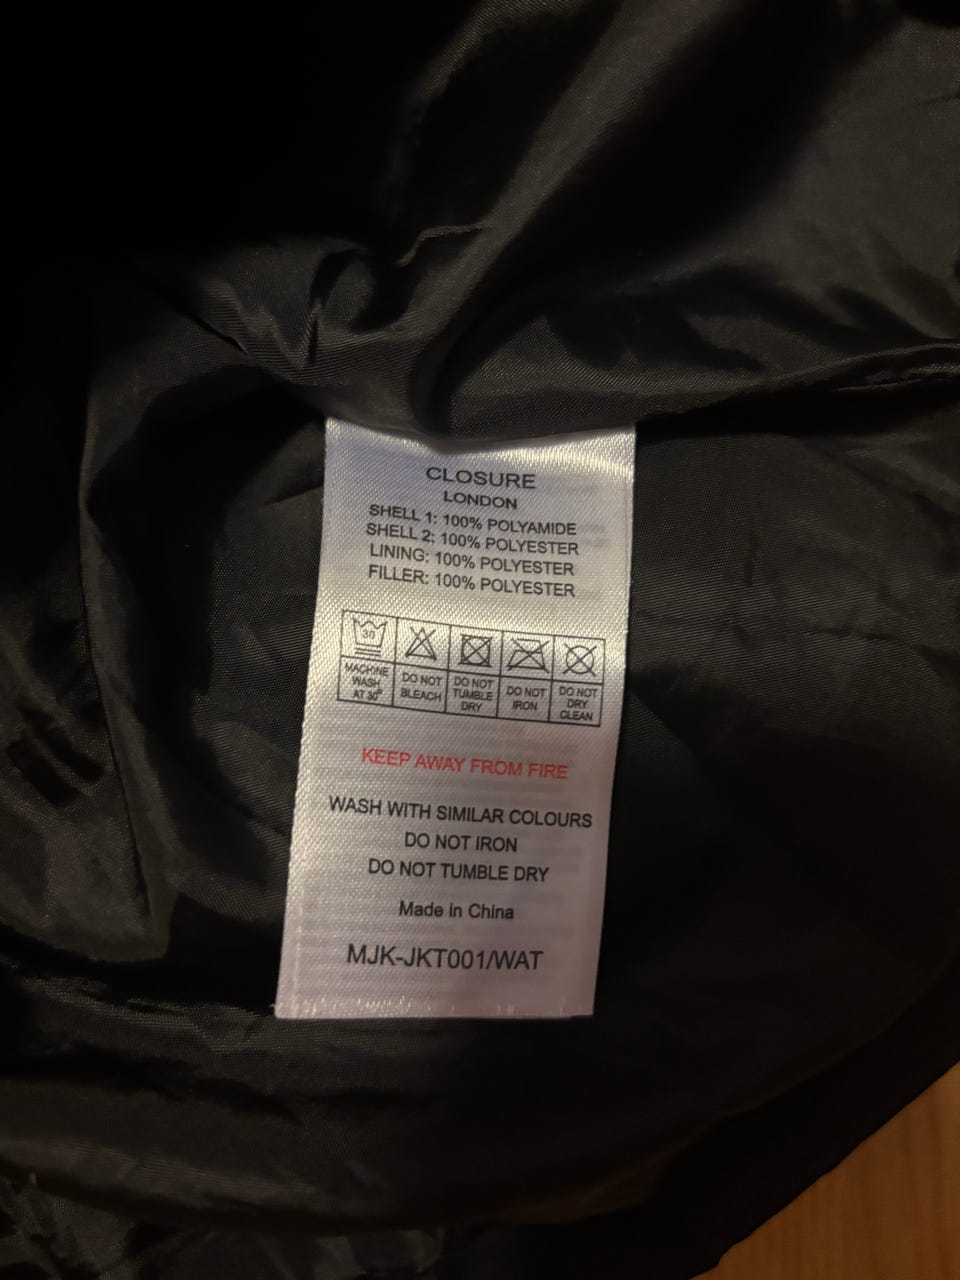 CLOSURE
LONDON
SHELL 1: 100% POLYAMIDE
SHELL 2: 100% POLYESTER
LINING: 100% POLYESTER
FILLER: 100% POLYESTER
30
MACHINE WASH AT 30°
DO NOT BLEACH
DO NOT TUMBLE DRY
DO NOT IRON
DO NOT DRY CLEAN
KEEP AWAY FROM FIRE
WASH WITH SIMILAR COLOURS
DO NOT IRON
DO NOT TUMBLE DRY
Made in China
MJK-JKT001/WAT